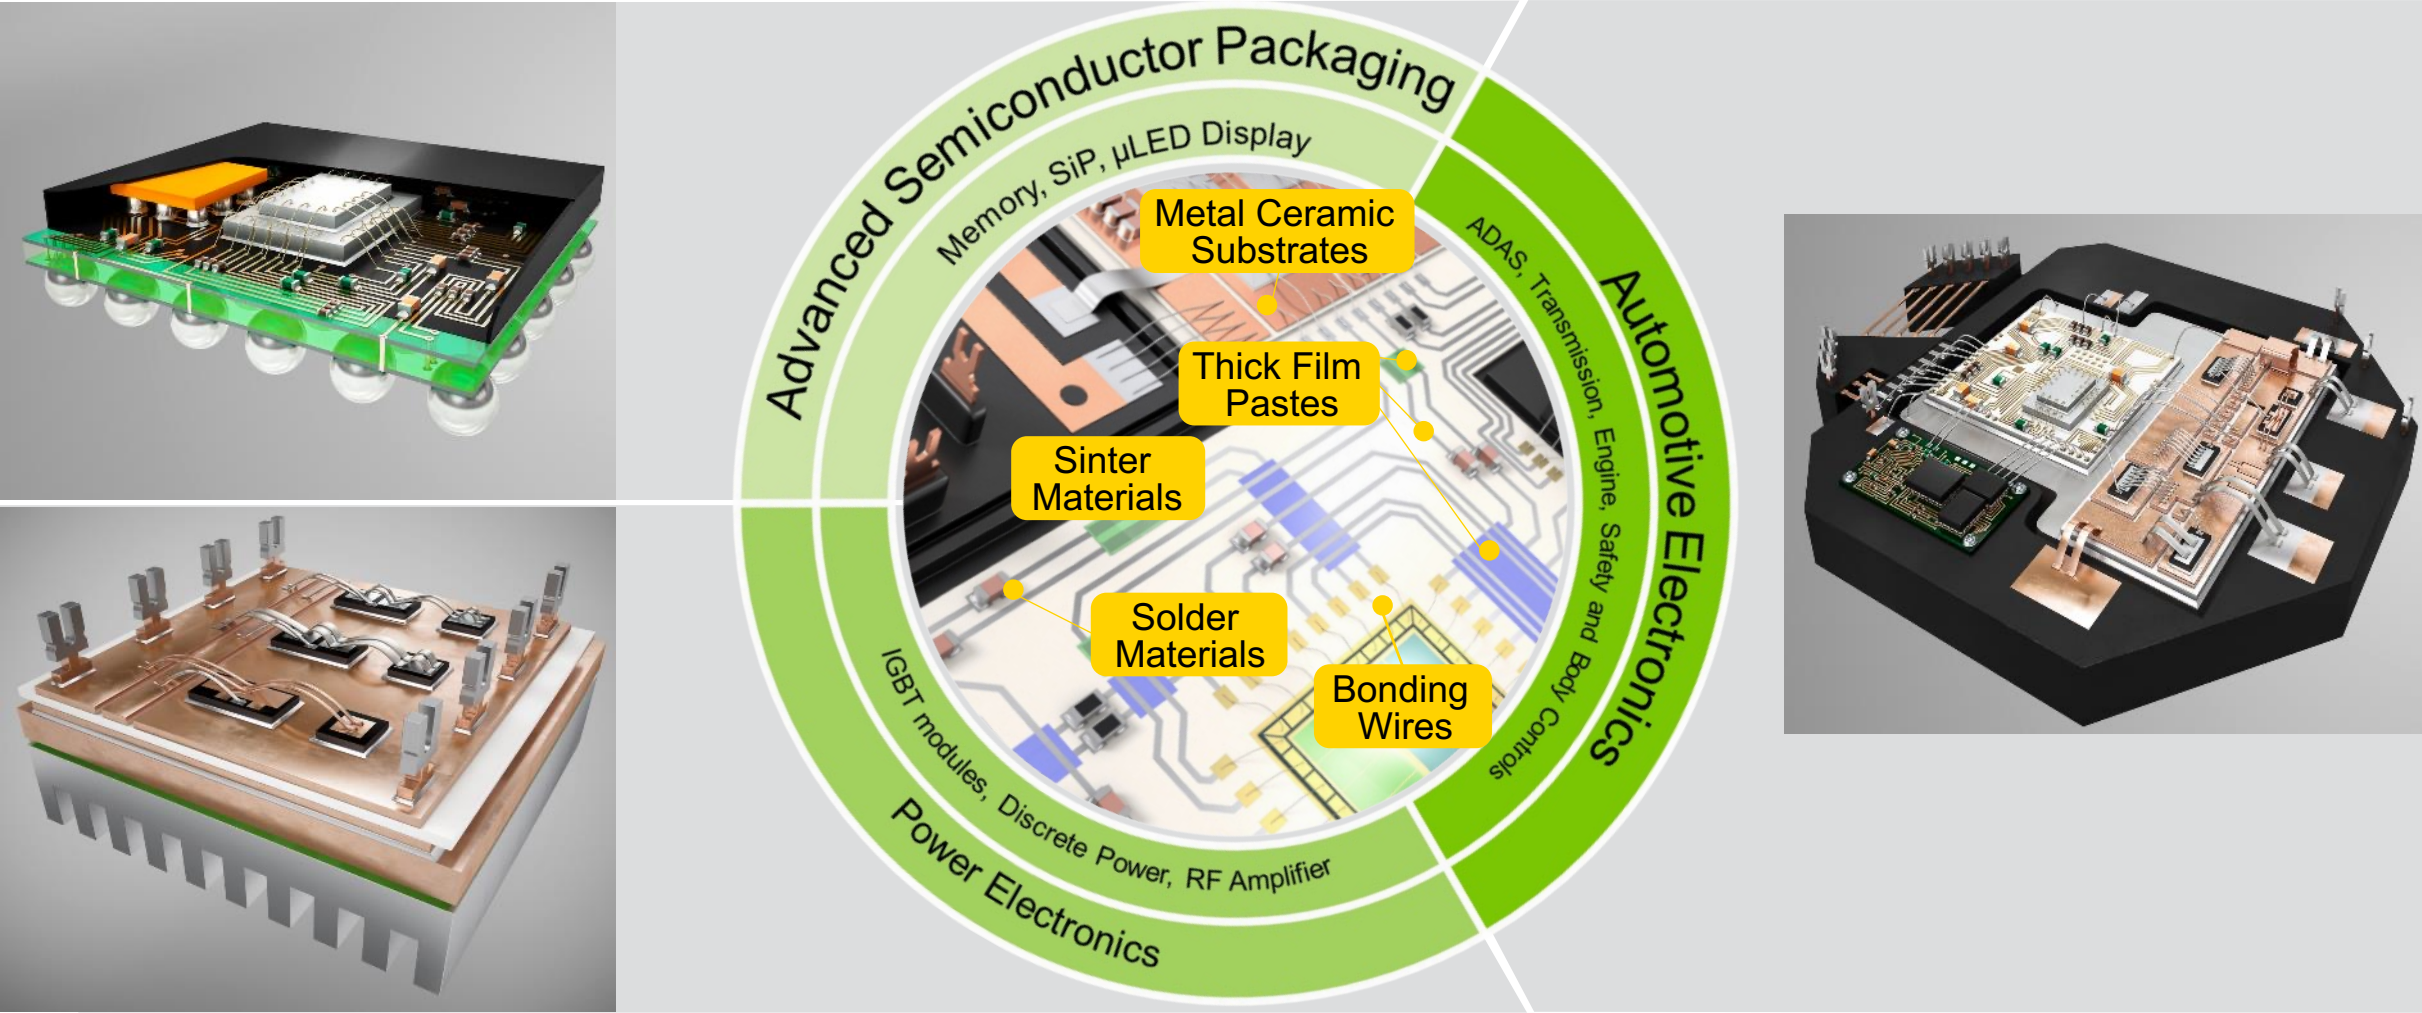 Advanced Semiconductor Packaging
Memory, SiP, µLED Display
Automotive Electronics
ADAS, Transmission, Engine, Safety and Body Controls
Power Electronics
IGBT modules, Discrete Power, RF Amplifier
Metal Ceramic
Substrates
Thick Film
Pastes
Sinter
Materials
Solder
Materials
Bonding
Wires